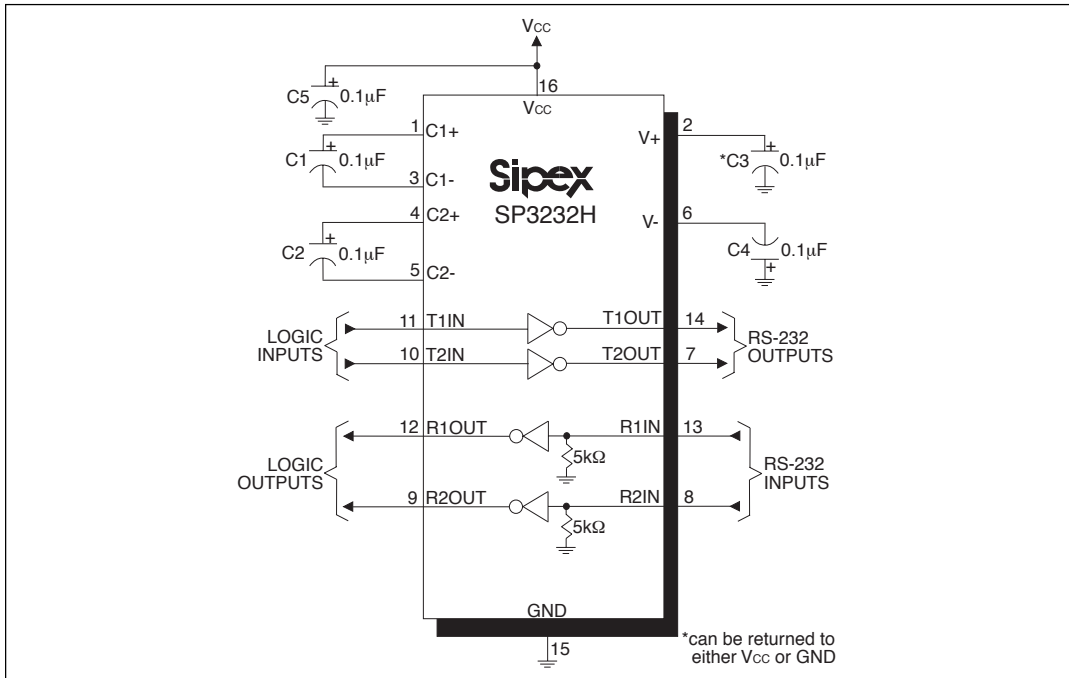 VCC
16
C5
+
0.1µF
VCC
1 C1+
C1
+
0.1µF
3 C1-
4 C2+
C2
+
0.1µF
5 C2-
Sipex
SP3232H
V+ 2
*C3
+
0.1µF
V- 6
C4
0.1µF
+
LOGIC
INPUTS
11 T1IN T1OUT 14
10 T2IN T2OUT 7
RS-232
OUTPUTS
LOGIC
OUTPUTS
12 R1OUT R1IN 13
5kΩ
9 R2OUT R2IN 8
5kΩ
RS-232
INPUTS
GND
15
*can be returned to
either VCC or GND